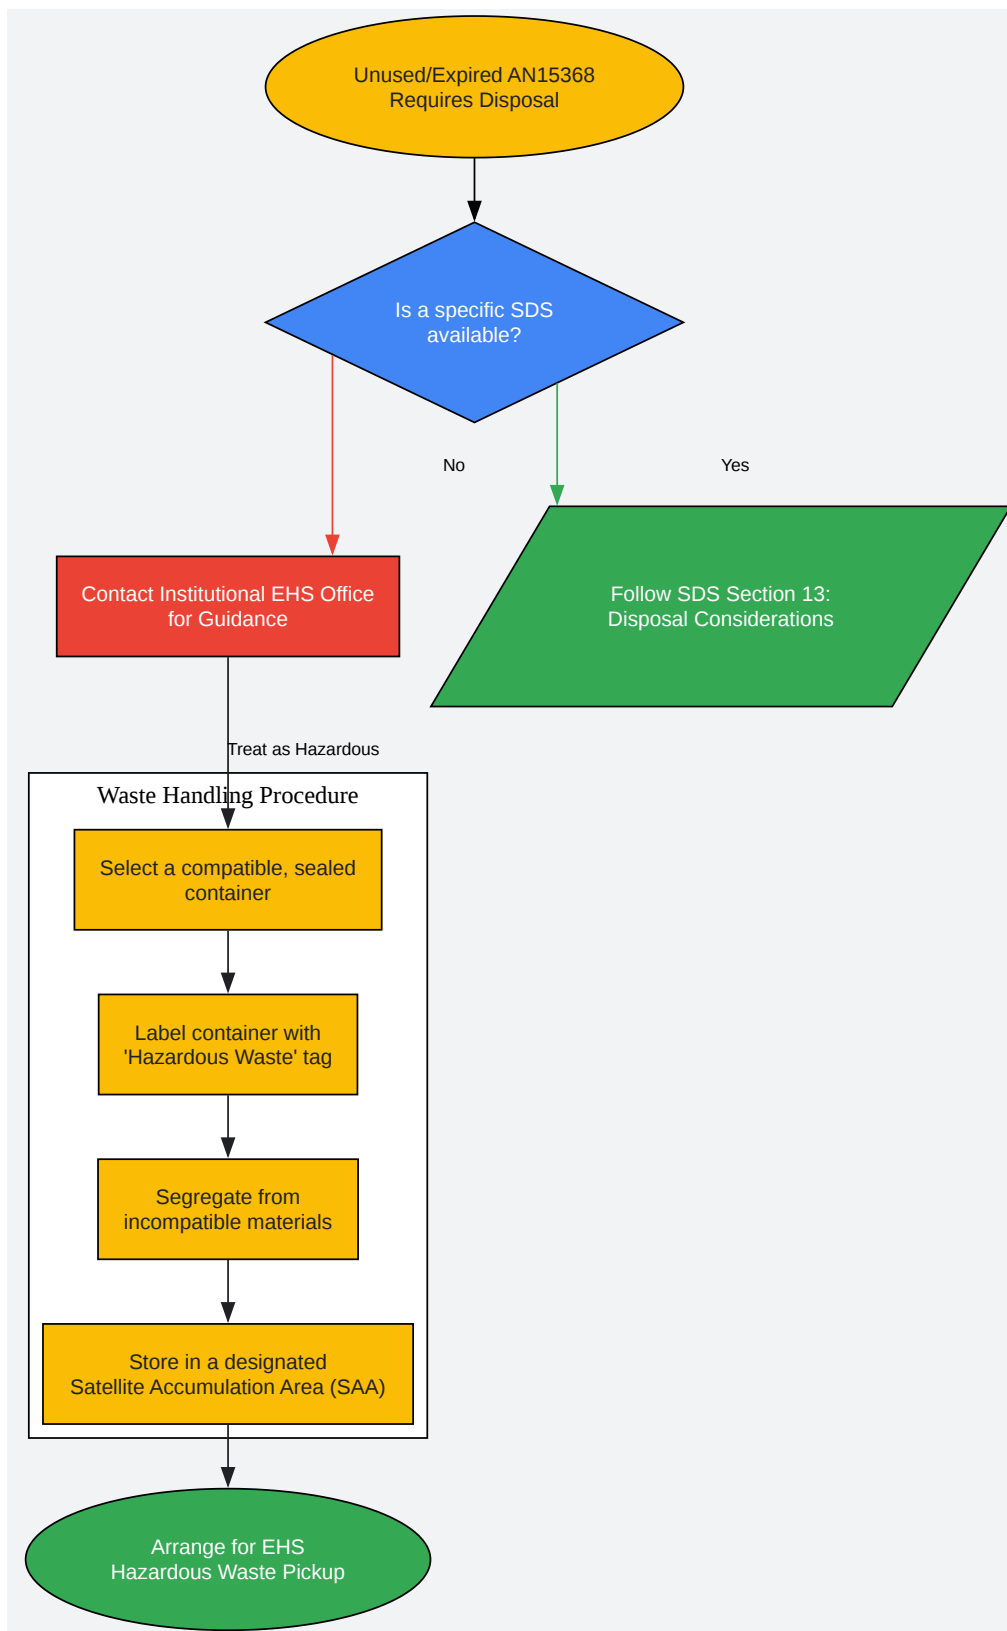 Unused/Expired AN15368
Requires Disposal
Is a specific SDS
available?
No
Yes
Contact Institutional EHS Office
for Guidance
Follow SDS Section 13:
Disposal Considerations
Treat as Hazardous
Waste Handling Procedure
Select a compatible, sealed
container
Label container with
'Hazardous Waste' tag
Segregate from
incompatible materials
Store in a designated
Satellite Accumulation Area (SAA)
Arrange for EHS
Hazardous Waste Pickup